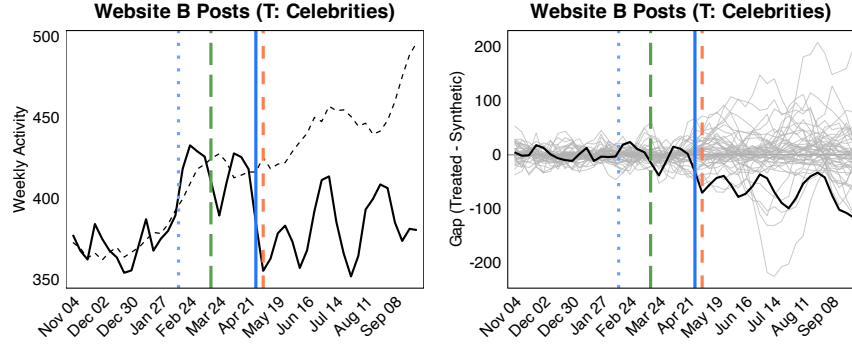 Website B Posts (T: Celebrities)
Weekly Activity
500
450
400
350
Nov 04
Dec 02
Dec 30
Jan 27
Feb 24
Mar 24
Apr 21
May 19
Jun 16
Jul 14
Aug 11
Sep 08
Website B Posts (T: Celebrities)
Gap (Treated - Synthetic)
200
100
0
-100
-200
Nov 04
Dec 02
Dec 30
Jan 27
Feb 24
Mar 24
Apr 21
May 19
Jun 16
Jul 14
Aug 11
Sep 08